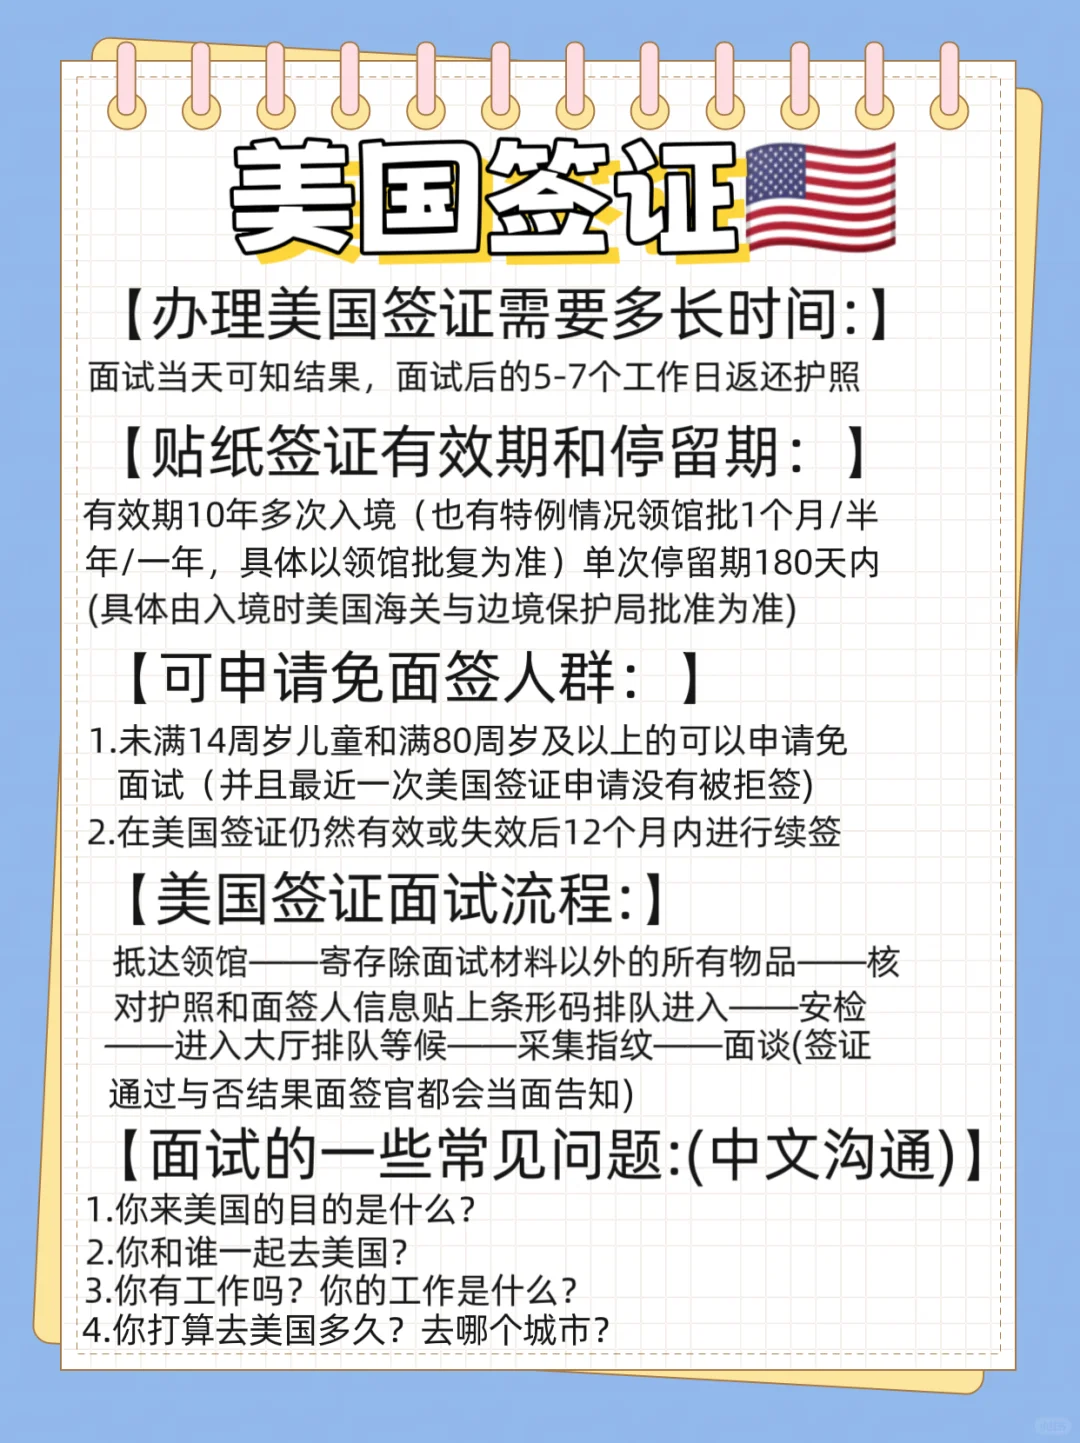 美国签证
【办理美国签证需要多长时间:】
面试当天可知结果，面试后的5-7个工作日返还护照
【贴纸签证有效期和停留期：】
有效期10年多次入境（也有特例情况领馆批1个月/半
年/一年，具体以领馆批复为准）单次停留期180天内
(具体由入境时美国海关与边境保护局批准为准)
【可申请免面签人群：】
1.未满14周岁儿童和满80周岁及以上的可以申请免
面试（并且最近一次美国签证申请没有被拒签)
2.在美国签证仍然有效或失效后12个月内进行续签
【美国签证面试流程:】
抵达领馆——寄存除面试材料以外的所有物品——核
对护照和面签人信息贴上条形码排队进入——安检
——进入大厅排队等候——采集指纹——面谈(签证
通过与否结果面签官都会当面告知)
【面试的一些常见问题:(中文沟通)】
1.你来美国的目的是什么？
2.你和谁一起去美国？
3.你有工作吗？你的工作是什么？
4.你打算去美国多久？去哪个城市？